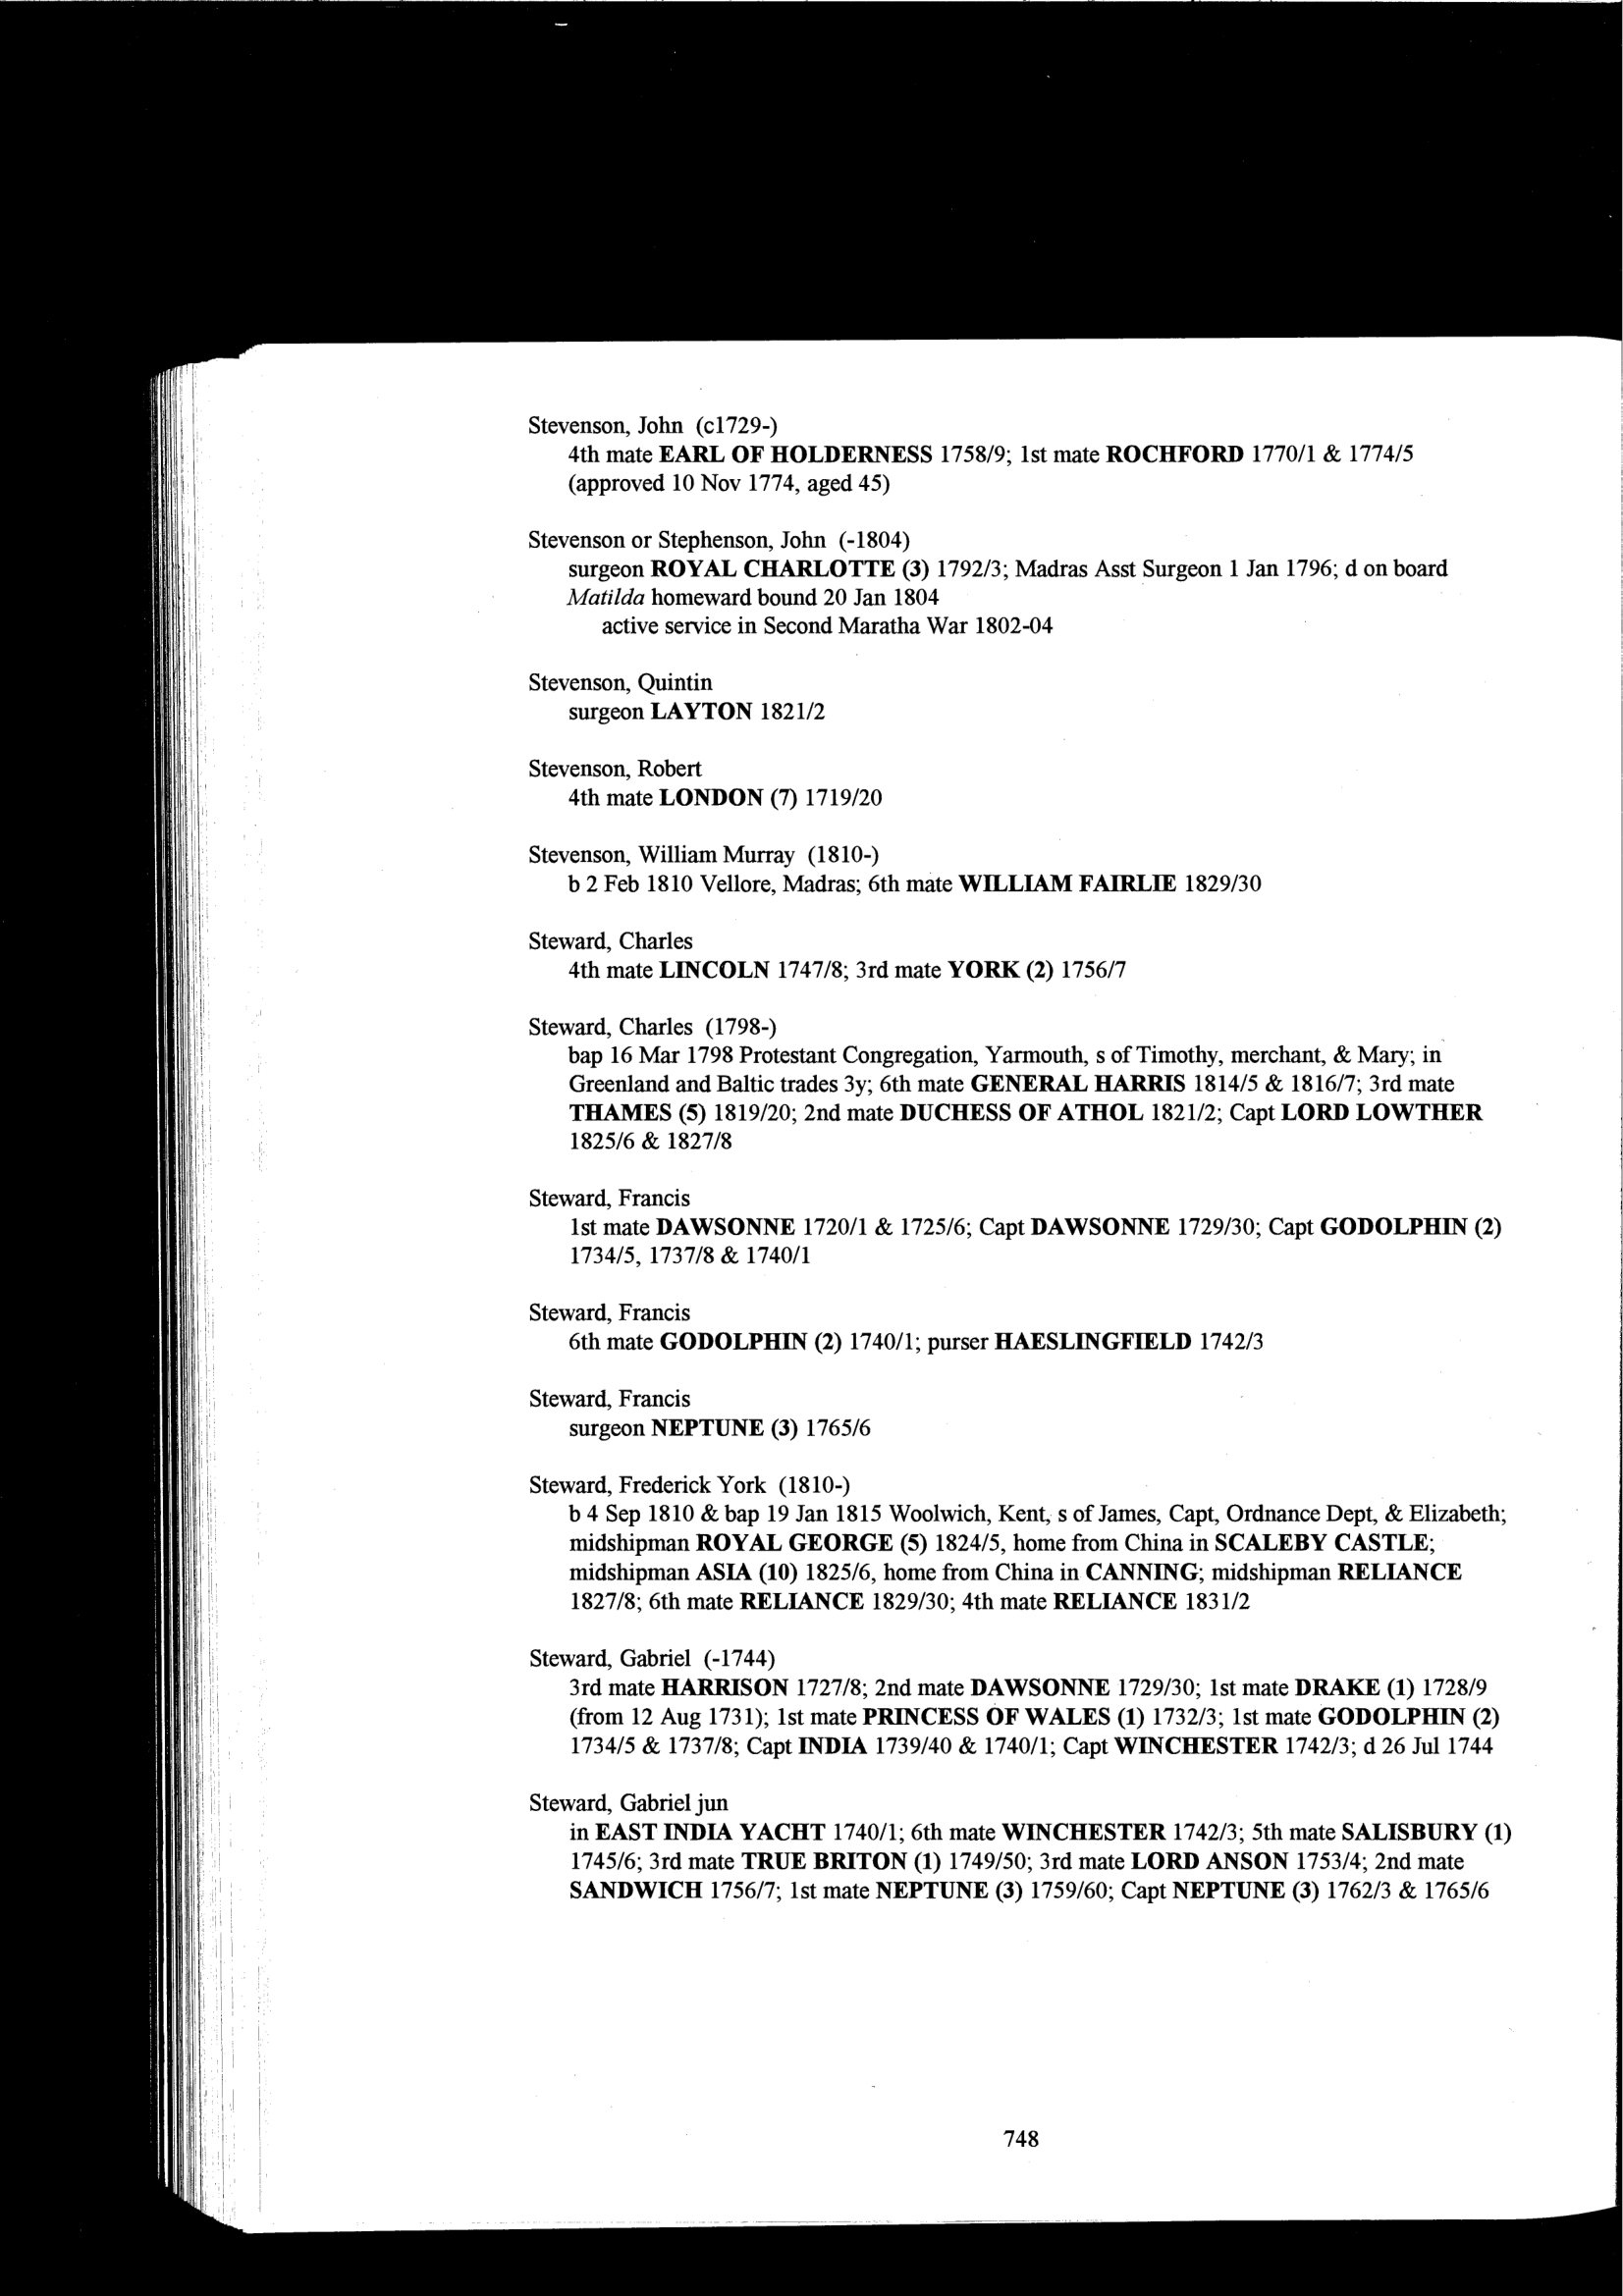 Stevenson, John (c1729-)
4th mate EARL OF HOLDERNESS 1758/9; 1st mate ROCHFORD 1770/1 & 1774/5
(approved 10 Nov 1774, aged 45)
Stevenson or Stephenson, John (-1804)
surgeon ROYAL CHARLOTTE (3) 1792/3; Madras Asst Surgeon 1 Jan 1796; d on board
Matilda homeward bound 20 Jan 1804
active service in Second Maratha War 1802-04
Stevenson, Quintin
surgeon LAYTON 1821/2
Stevenson, Robert
4th mate LONDON (7) 1719/20
Stevenson, William Murray (1810-)
b 2 Feb 1810 Vellore, Madras; 6th mate WILLIAM FAIRLIE 1829/30
Steward, Charles
4th mate LINCOLN 1747/8; 3rd mate YORK (2) 1756/7
Steward, Charles (1798-)
bap 16 Mar 1798 Protestant Congregation, Yarmouth, s of Timothy, merchant, & Mary; in
Greenland and Baltic trades 3y; 6th mate GENERAL HARRIS 1814/5 & 1816/7; 3rd mate
THAMES (5) 1819/20; 2nd mate DUCHESS OF ATHOL 1821/2; Capt LORD LOWTHER
1825/6 & 1827/8
Steward, Francis
1st mate DAWSONNE 1720/1 & 1725/6; Capt DAWSONNE 1729/30; Capt GODOLPHIN (2)
1734/5, 1737/8 & 1740/1
Steward, Francis
6th mate GODOLPHIN (2) 1740/1; purser HAESLINGFIELD 1742/3
Steward, Francis
surgeon NEPTUNE (3) 1765/6
Steward, Frederick York (1810-)
b 4 Sep 1810 & bap 19 Jan 1815 Woolwich, Kent, s of James, Capt, Ordnance Dept, & Elizabeth;
midshipman ROYAL GEORGE (5) 1824/5, home from China in SCALEBY CASTLE;
midshipman ASIA (10) 1825/6, home from China in CANNING; midshipman RELIANCE
1827/8; 6th mate RELIANCE 1829/30; 4th mate RELIANCE 1831/2
Steward, Gabriel (-1744)
3rd mate HARRISON 1727/8; 2nd mate DAWSONNE 1729/30; 1st mate DRAKE (1) 1728/9
(from 12 Aug 1731); 1st mate PRINCESS OF WALES (1) 1732/3; 1st mate GODOLPHIN (2)
1734/5 & 1737/8; Capt INDIA 1739/40 & 1740/1; Capt WINCHESTER 1742/3; d 26 Jul 1744
Steward, Gabriel jun
in EAST INDIA YACHT 1740/1; 6th mate WINCHESTER 1742/3; 5th mate SALISBURY (1)
1745/6; 3rd mate TRUE BRITON (1) 1749/50; 3rd mate LORD ANSON 1753/4; 2nd mate
SANDWICH 1756/7; 1st mate NEPTUNE (3) 1759/60; Capt NEPTUNE (3) 1762/3 & 1765/6
748